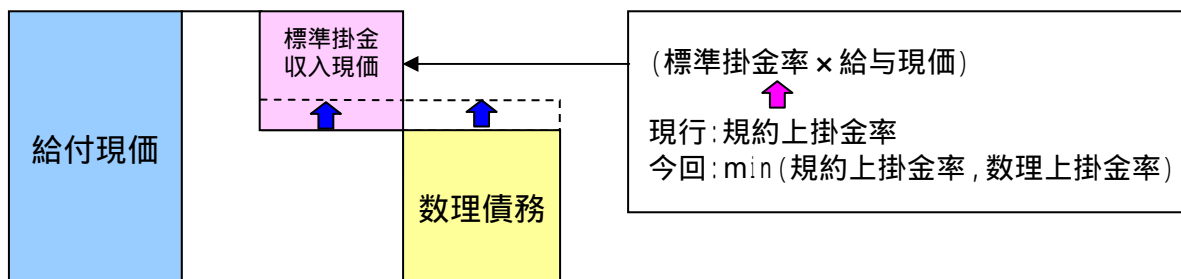 給付現価
標準掛金
収入現価
数理債務
(標準掛金率×給与現価)
現行:規約上掛金率
今回:min(規約上掛金率,数理上掛金率)